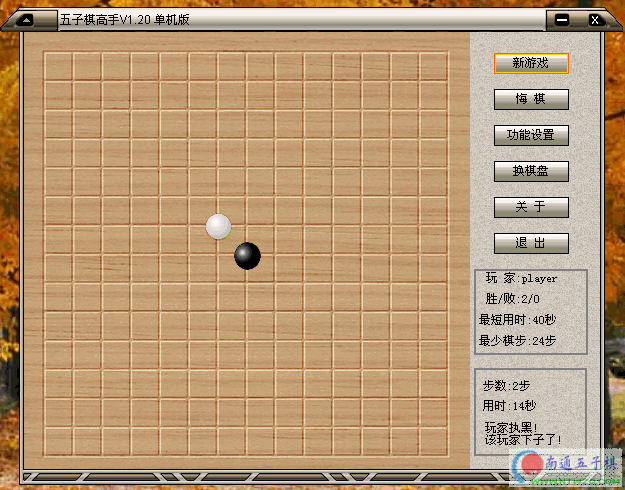 五子棋高手V1.20 单机版
新游戏
悔 棋
功能设置
换棋盘
关 于
退 出
玩 家:player
胜/败:2/0
最短用时:40秒
最少棋步:24步
步数:2步
用时:14秒
玩家执黑!
该玩家下子了!
南通五子棋